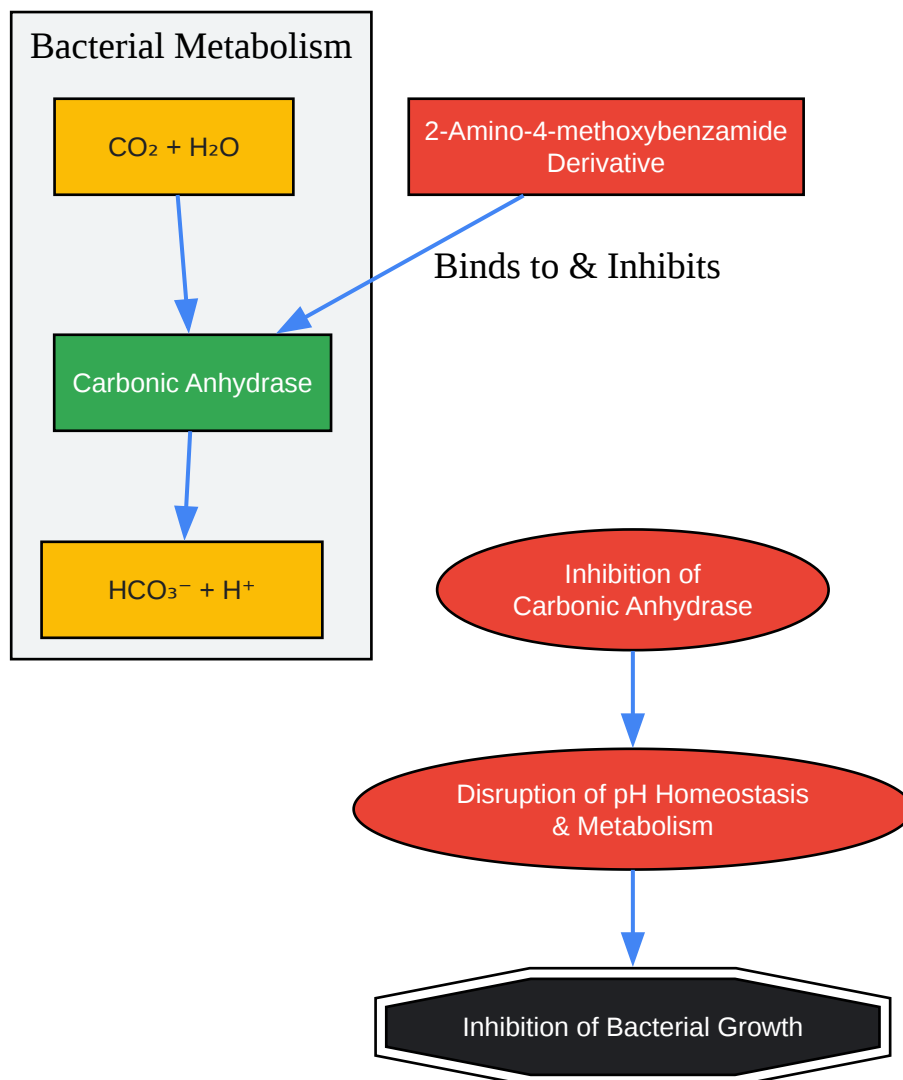 Bacterial Metabolism
CO₂ + H₂O
2-Amino-4-methoxybenzamide
Derivative
Binds to & Inhibits
Carbonic Anhydrase
HCO₃⁻ + H⁺
Inhibition of
Carbonic Anhydrase
Disruption of pH Homeostasis
& Metabolism
Inhibition of Bacterial Growth